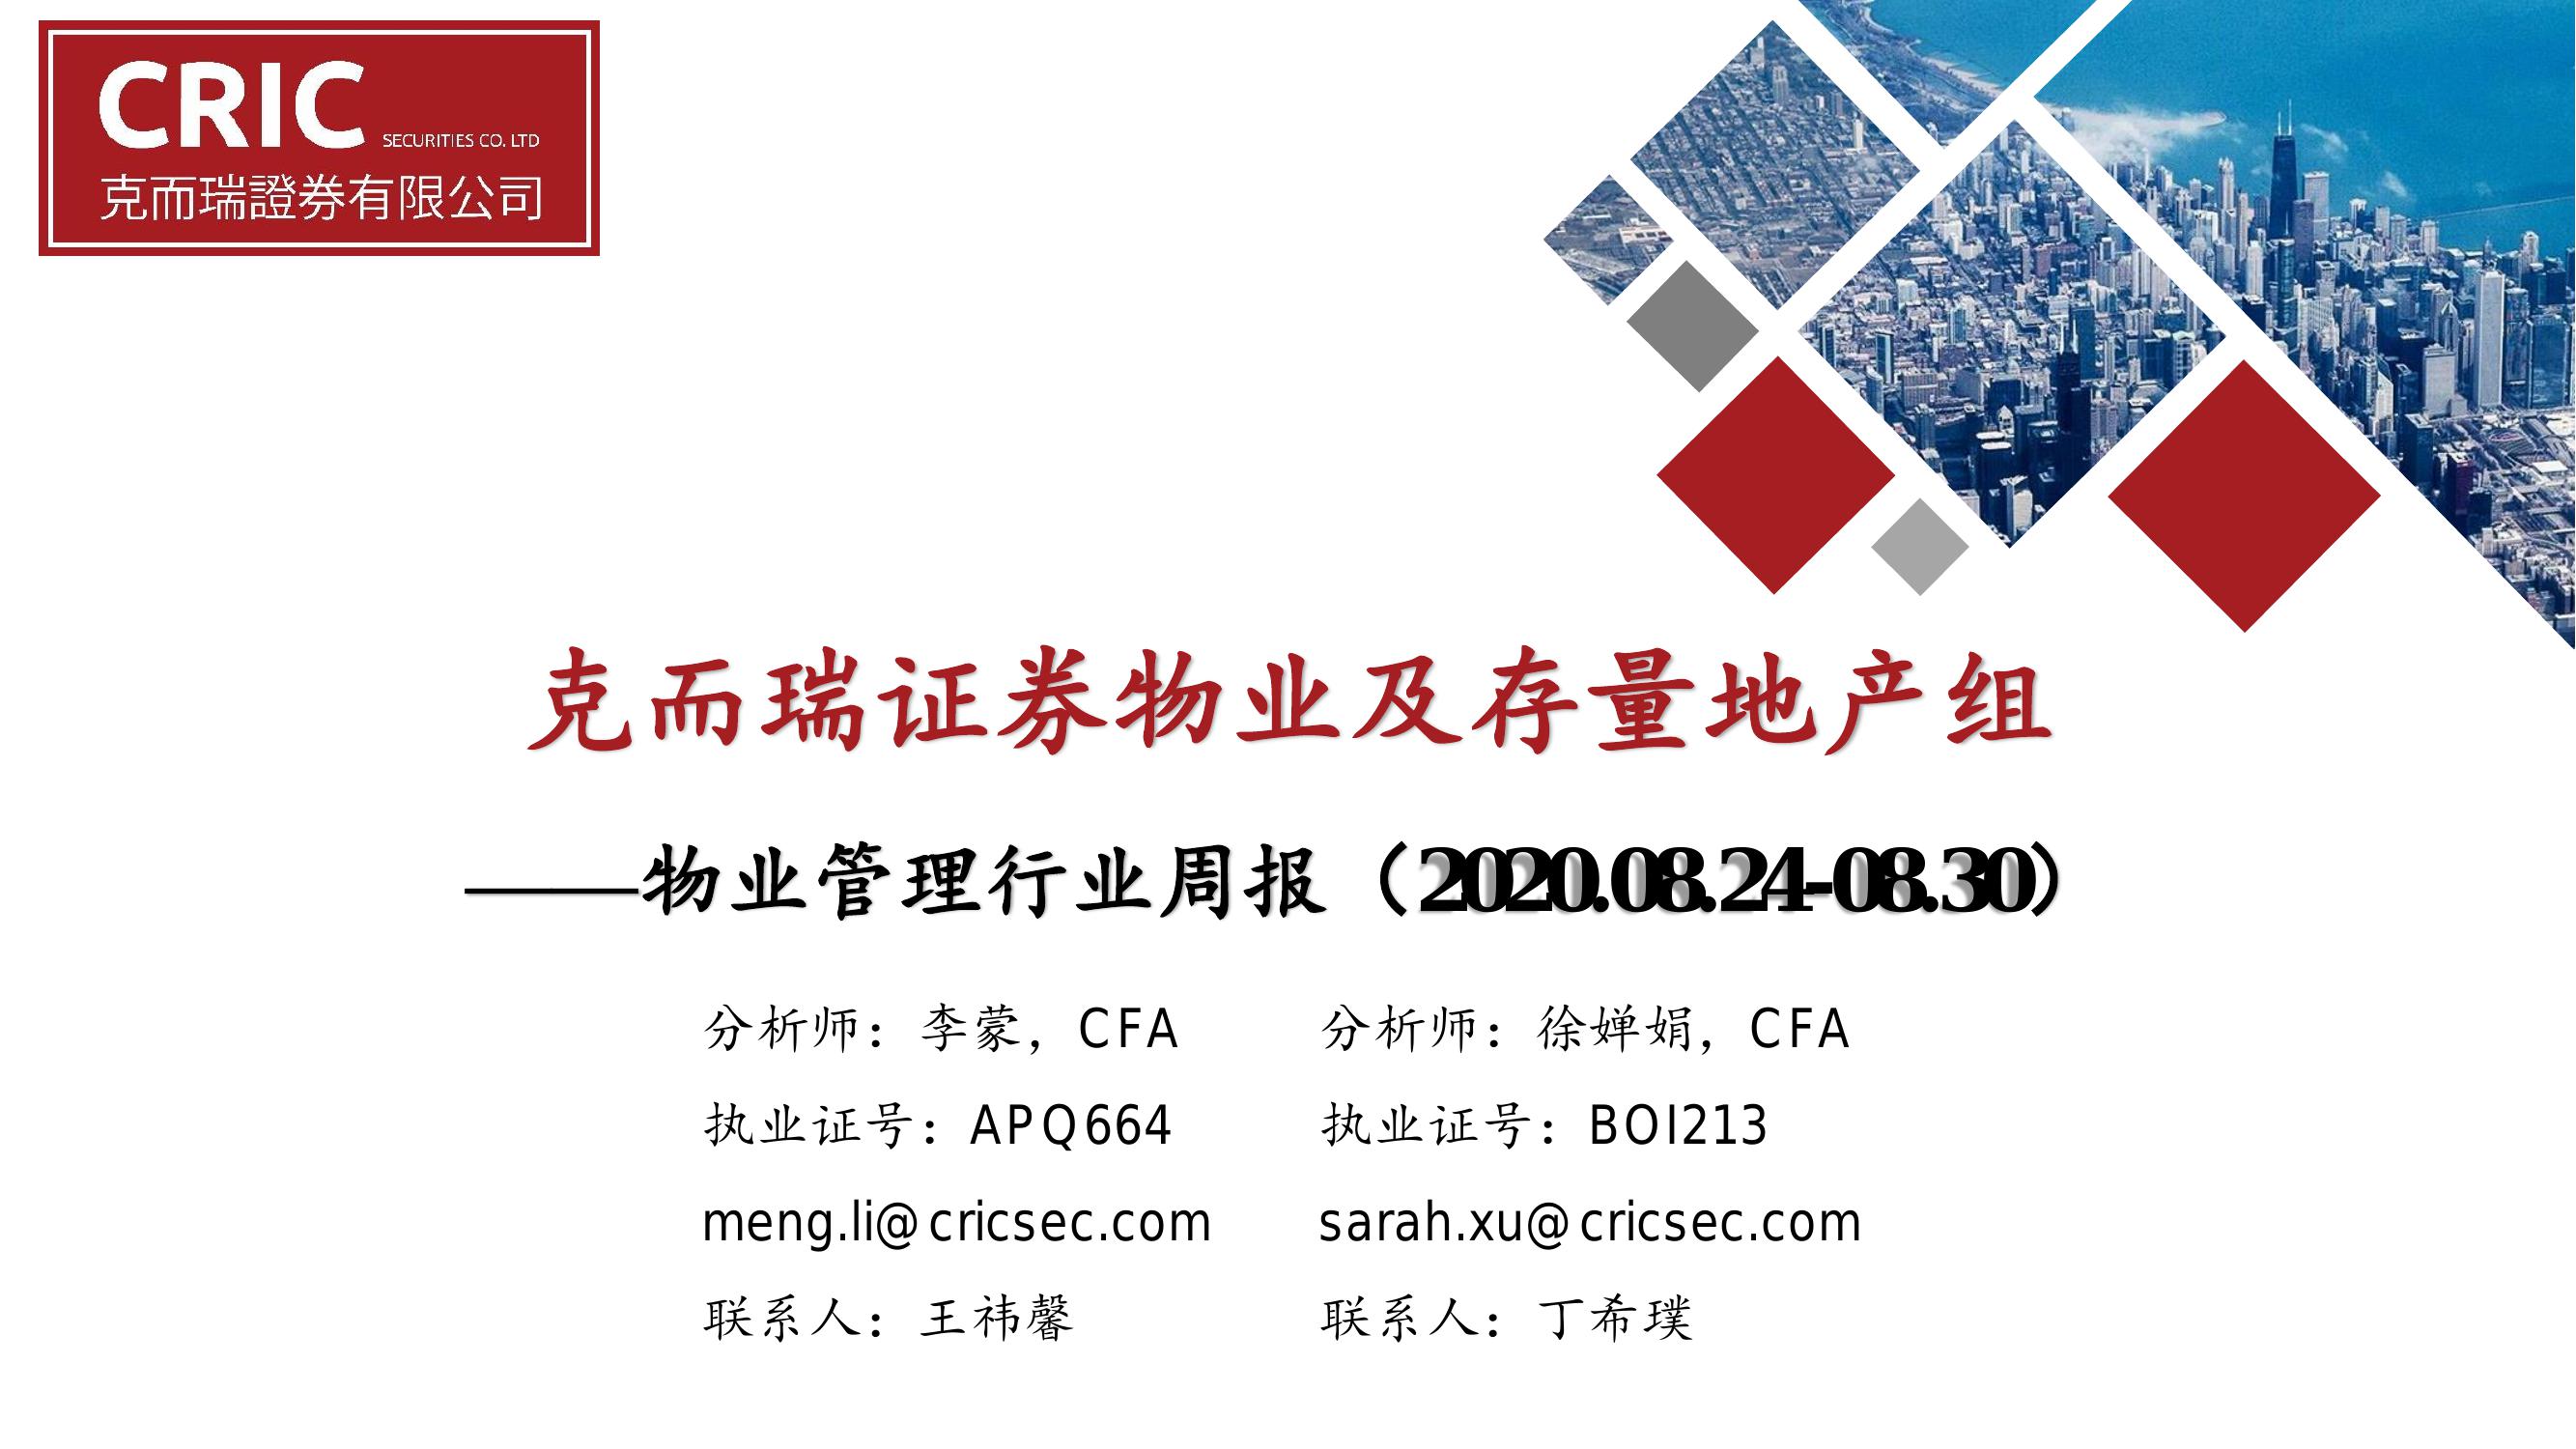 CRIC SECURITIES CO. LTD
克而瑞證券有限公司
克而瑞证券物业及存量地产组
——物业管理行业周报（2020.08.24-08.30）
分析师：李蒙，CFA
执业证号：APQ664
meng.li@cricsec.com
联系人：王祎馨
分析师：徐婵娟，CFA
执业证号：BOI213
sarah.xu@cricsec.com
联系人：丁希璞